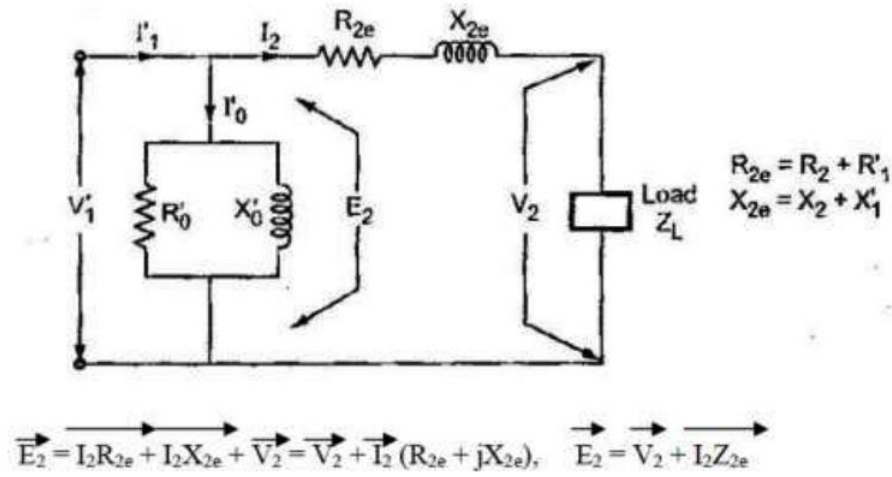 I'₁ I₂ R₂ₑ X₂ₑ
I'₀
V'₁ R'₀ X'₀ E₂ V₂ Load Z_L
R₂ₑ = R₂ + R'₁
X₂ₑ = X₂ + X'₁
E₂ = I₂R₂ₑ + I₂X₂ₑ + V₂ = V₂ + I₂ (R₂ₑ + jX₂ₑ), E₂ = V₂ + I₂Z₂ₑ